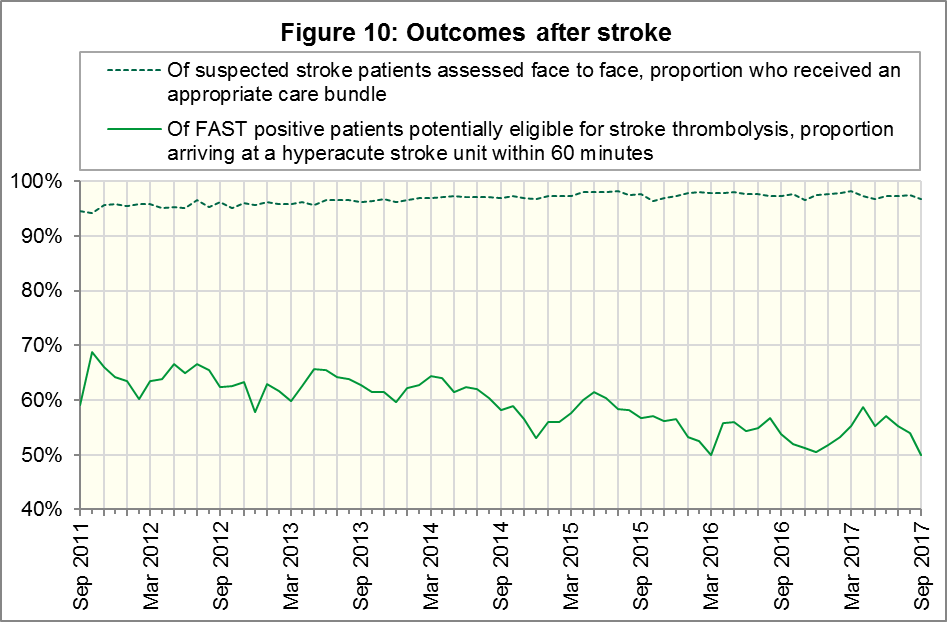 Figure 10: Outcomes after stroke
Of suspected stroke patients assessed face to face, proportion who received an
appropriate care bundle
Of FAST positive patients potentially eligible for stroke thrombolysis, proportion
arriving at a hyperacute stroke unit within 60 minutes
100%
90%
80%
70%
60%
50%
40%
Sep 2011
Mar 2012
Sep 2012
Mar 2013
Sep 2013
Mar 2014
Sep 2014
Mar 2015
Sep 2015
Mar 2016
Sep 2016
Mar 2017
Sep 2017